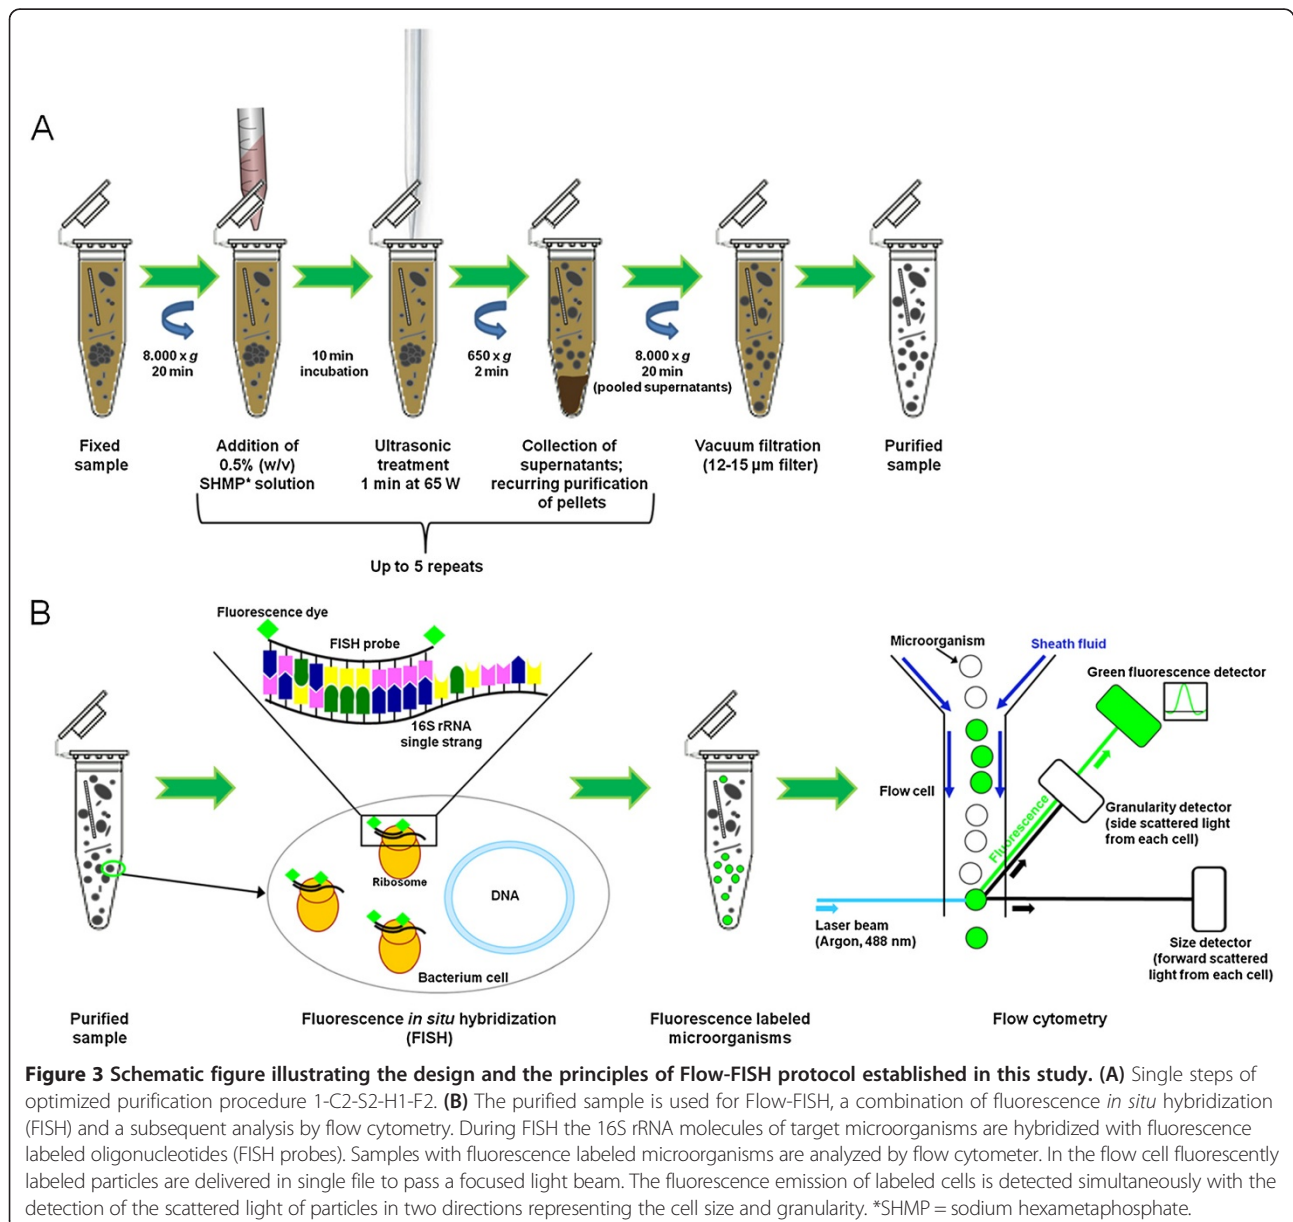 A
8.000 x g
20 min
10 min
incubation
650 x g
2 min
8.000 x g
20 min
(pooled supernatants)
Fixed
sample
Addition of
0.5% (w/v)
SHMP* solution
Ultrasonic
treatment
1 min at 65 W
Collection of
supernatants;
recurring purification
of pellets
Vacuum filtration
(12-15 µm filter)
Purified
sample
Up to 5 repeats
B
Fluorescence dye
FISH probe
16S rRNA
single strang
Ribosome
DNA
Bacterium cell
Microorganism
Sheath fluid
Green fluorescence detector
Flow cell
Fluorescence
Granularity detector
(side scattered light
from each cell)
Laser beam
(Argon, 488 nm)
Size detector
(forward scattered
light from each cell)
Purified
sample
Fluorescence in situ hybridization
(FISH)
Fluorescence labeled
microorganisms
Flow cytometry
Figure 3 Schematic figure illustrating the design and the principles of Flow-FISH protocol established in this study. (A) Single steps of
optimized purification procedure 1-C2-S2-H1-F2. (B) The purified sample is used for Flow-FISH, a combination of fluorescence in situ hybridization
(FISH) and a subsequent analysis by flow cytometry. During FISH the 16S rRNA molecules of target microorganisms are hybridized with fluorescence
labeled oligonucleotides (FISH probes). Samples with fluorescence labeled microorganisms are analyzed by flow cytometer. In the flow cell fluorescently
labeled particles are delivered in single file to pass a focused light beam. The fluorescence emission of labeled cells is detected simultaneously with the
detection of the scattered light of particles in two directions representing the cell size and granularity. *SHMP = sodium hexametaphosphate.